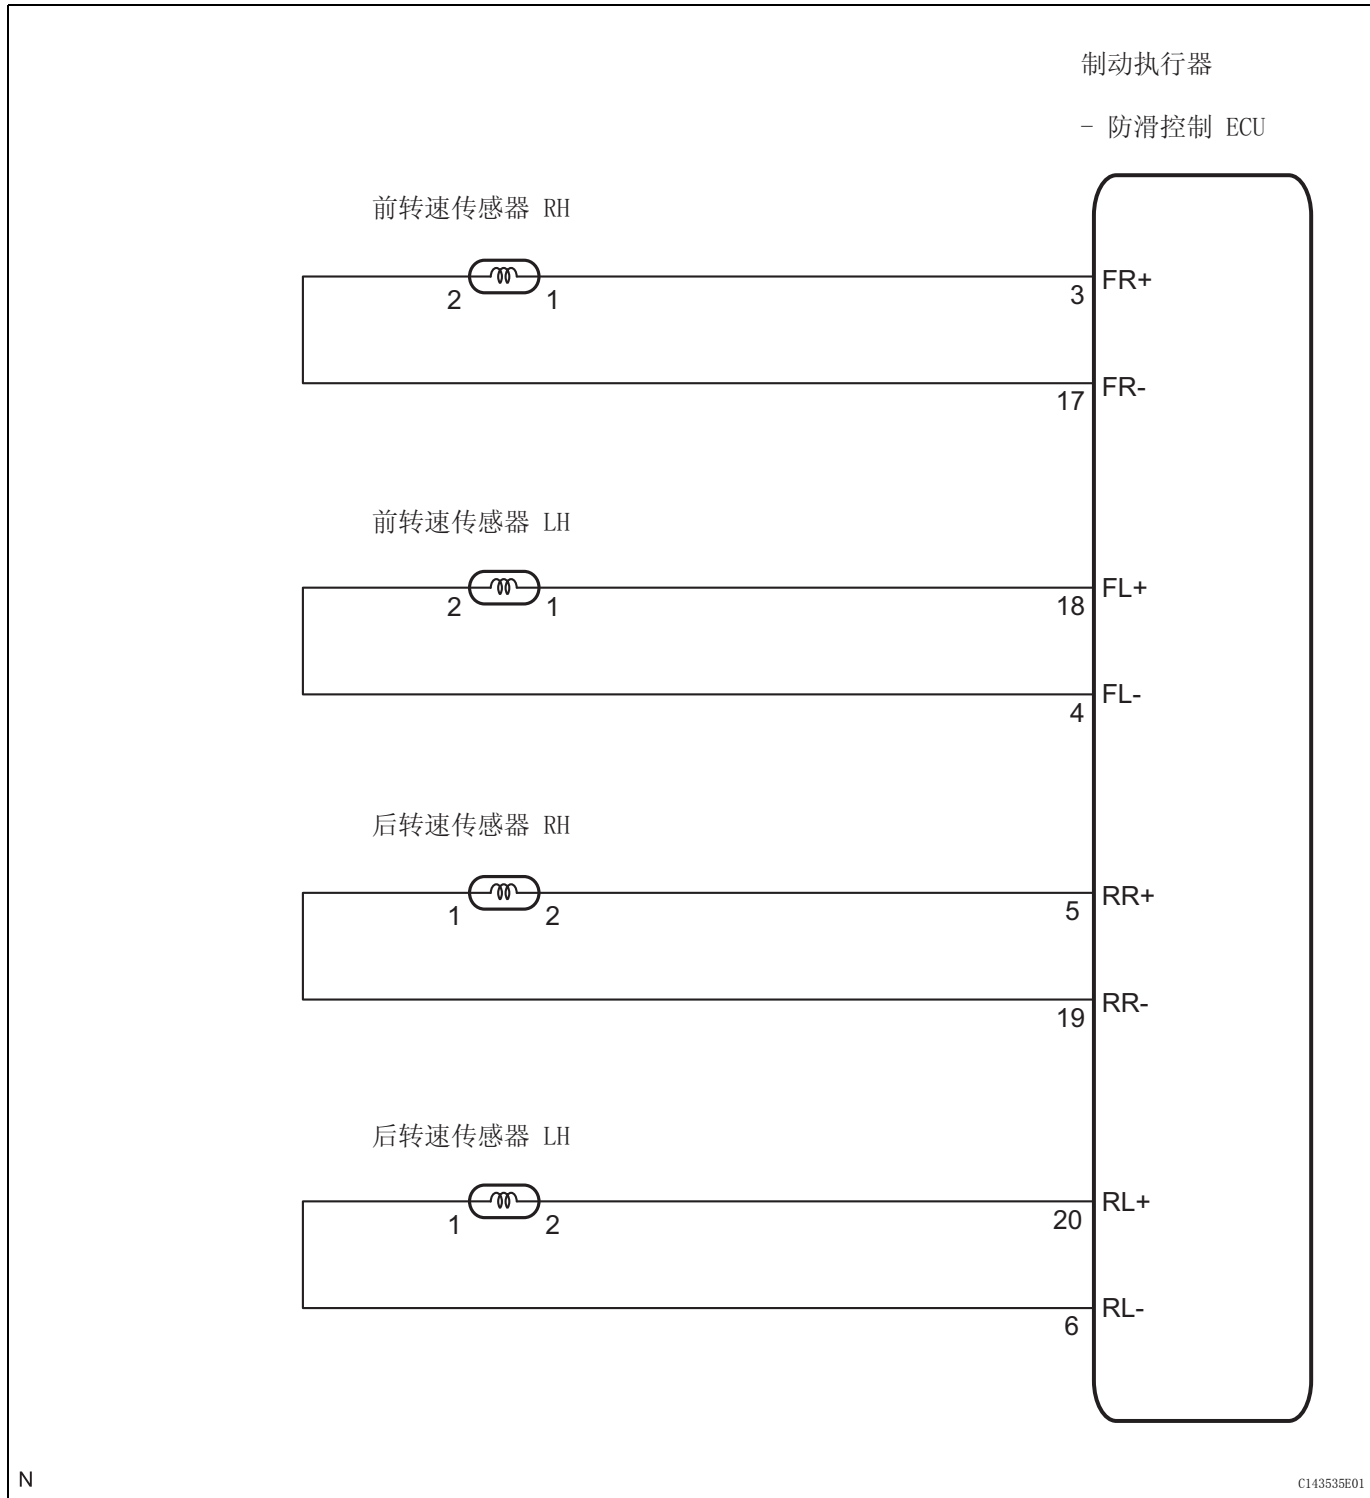 制动执行器
- 防滑控制 ECU
前转速传感器 RH
2 1 3 FR+
17 FR-
前转速传感器 LH
2 1 18 FL+
4 FL-
后转速传感器 RH
1 2 5 RR+
19 RR-
后转速传感器 LH
1 2 20 RL+
6 RL-
N C143535E01